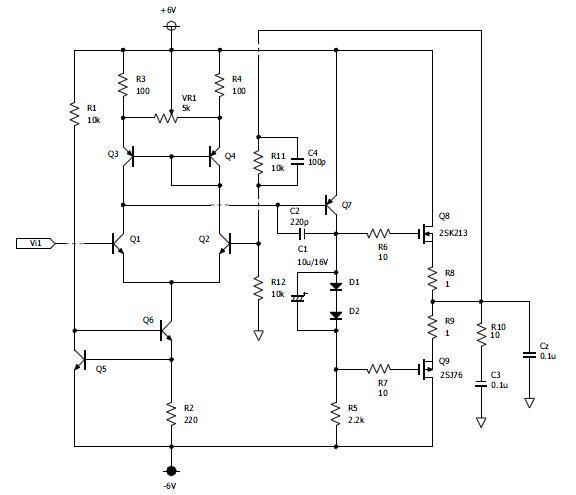 +6V
R3
100
R4
100
VR1
5k
R1
10k
Q3
Q4
R11
10k
C4
100p
Q7
C2
220p
Q8
2SK213
Vi1
Q1
Q2
C1
10u/16V
R6
10
R12
10k
D1
D2
R8
1
R9
1
R10
10
Cz
0.1u
Q6
Q5
Q9
2SJ76
R7
10
C3
0.1u
R2
220
R5
2.2k
-6V